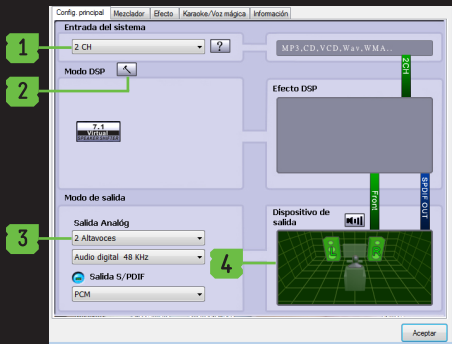 Config. principal Mezclador Efecto Karaoke/Voz mágica Información
Entrada del sistema
1
2 CH
?
MP3,CD,VCD,Wav,WMA..
2CH
2
Modo DSP
Efecto DSP
7.1
Virtual
SPEAKER SHIFTER
Front
SPDIF OUT
Modo de salida
Salida Analóg
Dispositivo de
salida
3
2 Altavoces
Audio digital 48 KHz
4
L R
Salida S/PDIF
PCM
Aceptar